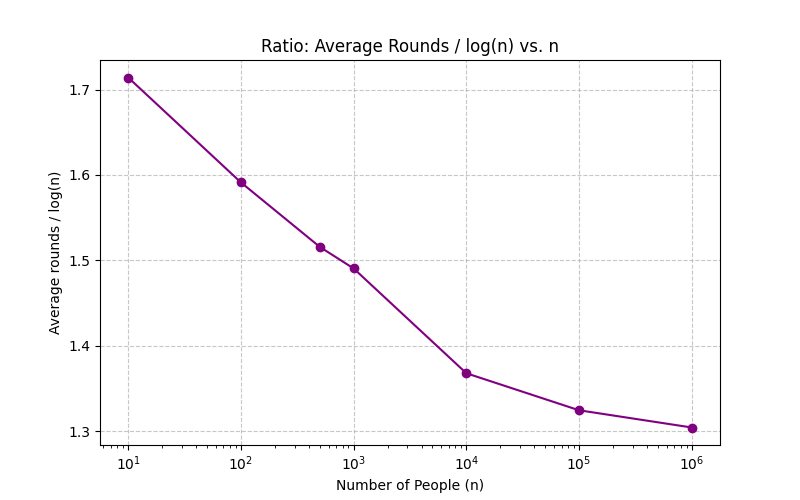 Ratio: Average Rounds / log(n) vs. n
Average rounds / log(n)
1.7
1.6
1.5
1.4
1.3
10¹ 10² 10³ 10⁴ 10⁵ 10⁶
Number of People (n)